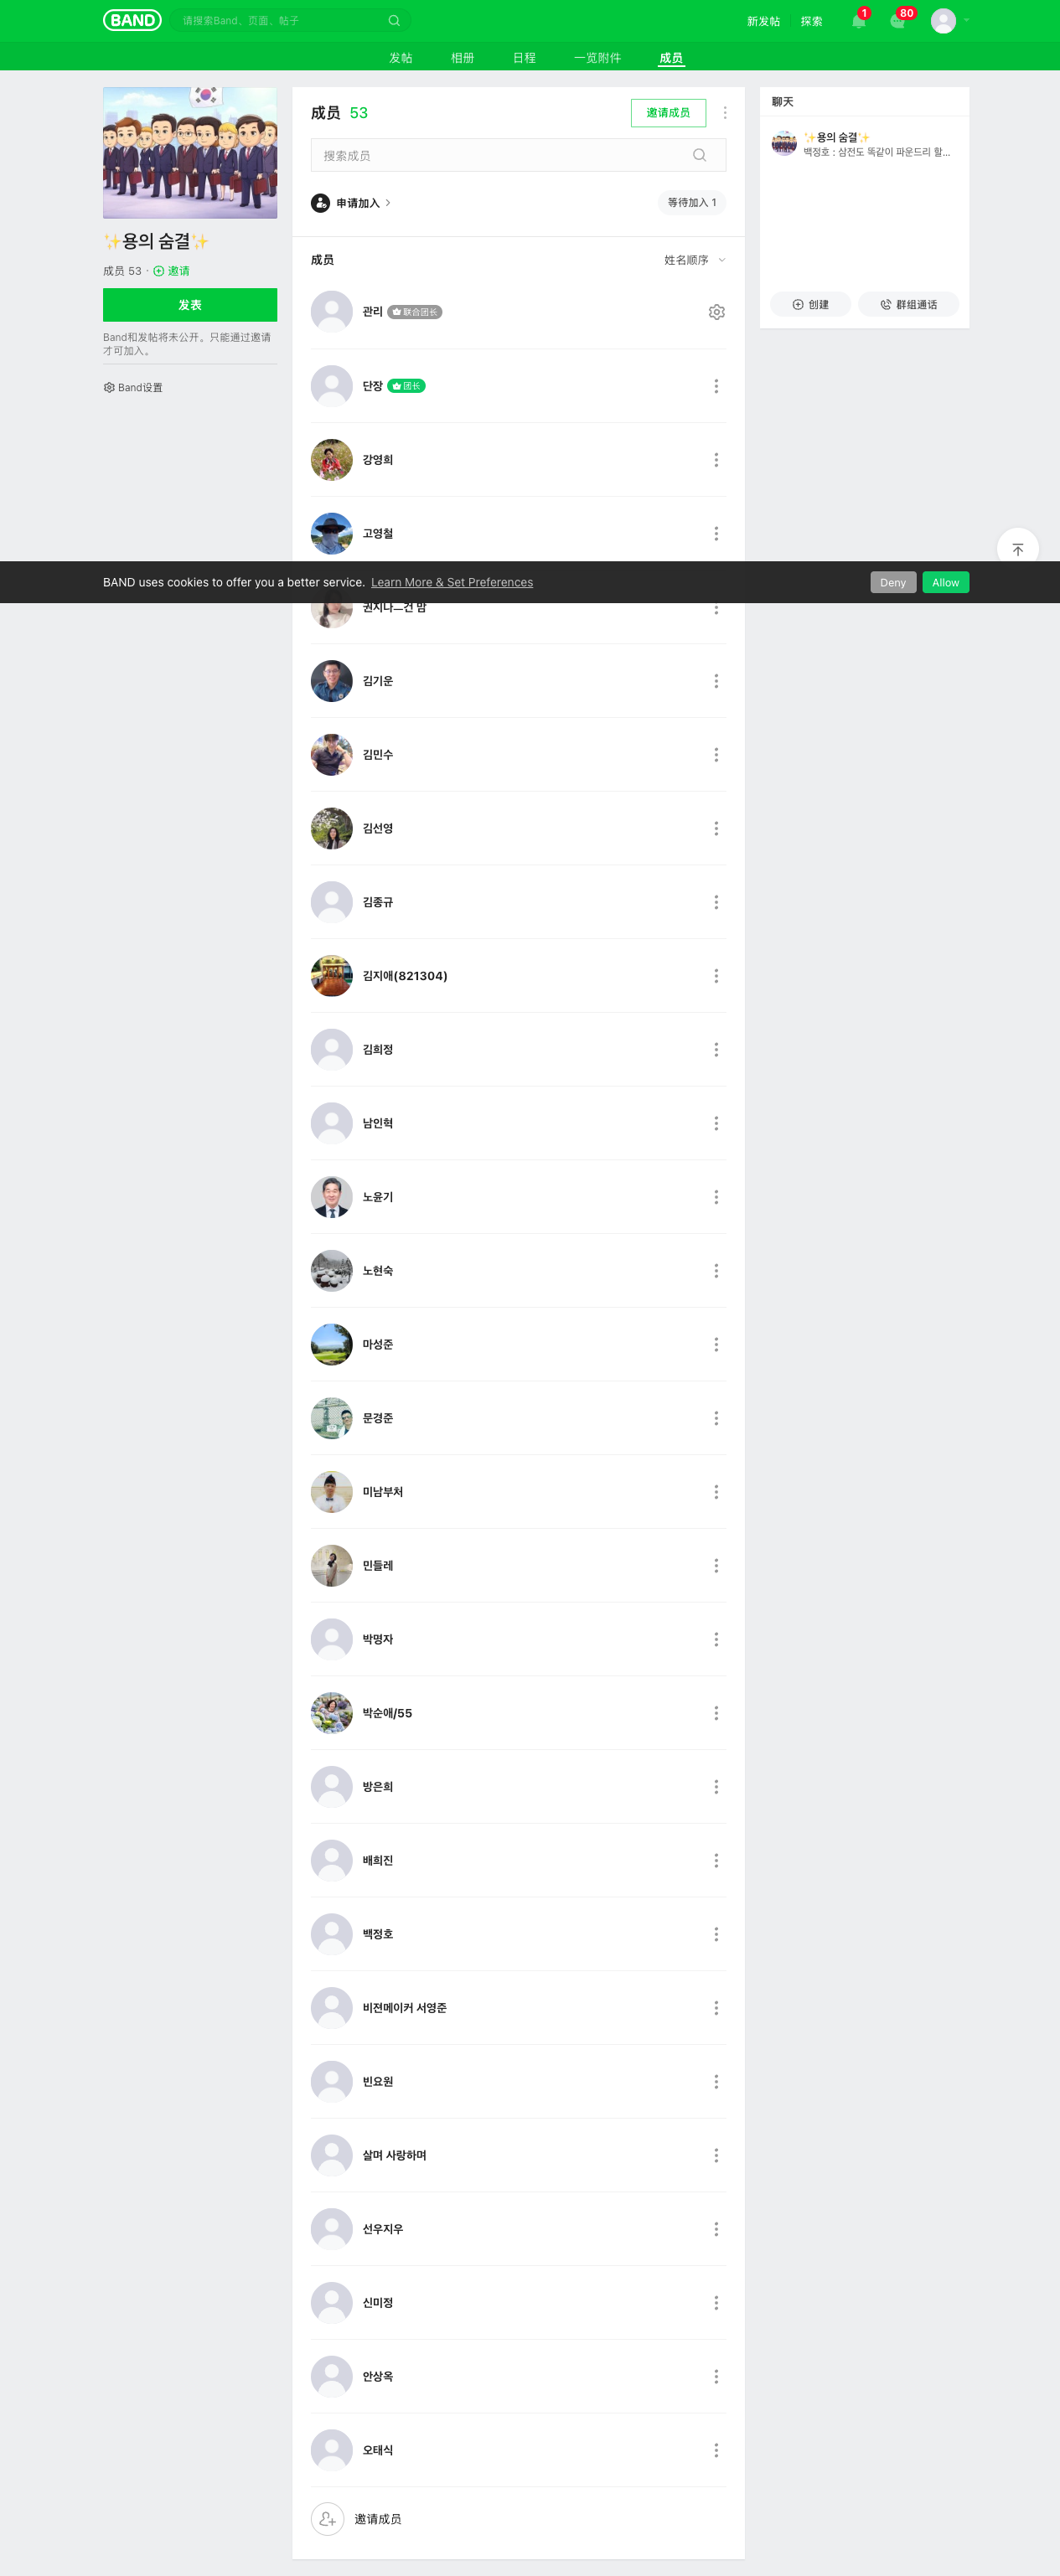 BAND
请搜索Band、页面、帖子
新发帖
探索
1
80
发帖
相册
日程
一览附件
成员
✨용의 숨결✨
成员 53 · 邀请
发表
Band和发帖将未公开。只能通过邀请
才可加入。
Band设置
成员 53
邀请成员
搜索成员
申请加入
等待加入 1
成员
姓名顺序
관리 联合团长
단장 团长
강영희
고영철
권지나ㅡ건 맘
김기운
김민수
김선영
김종규
김지애(821304)
김희정
남인혁
노윤기
노현숙
마성준
문경준
미남부처
민들레
박명자
박순애/55
방은희
배희진
백정호
비젼메이커 서영준
빈요원
살며 사랑하며
선우지우
신미정
안상옥
오태식
邀请成员
聊天
✨용의 숨결✨
백정호 : 삼전도 똑같이 파운드리 할...
创建
群组通话
BAND uses cookies to offer you a better service. Learn More & Set Preferences
Deny
Allow